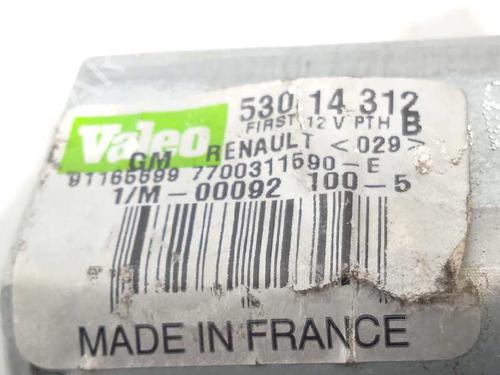 Valeo
530 14 312
FIRST 12 V PTH B
GM RENAULT <029>
91165699 7700311590-E
1/M-00092 100-5
MADE IN FRANCE